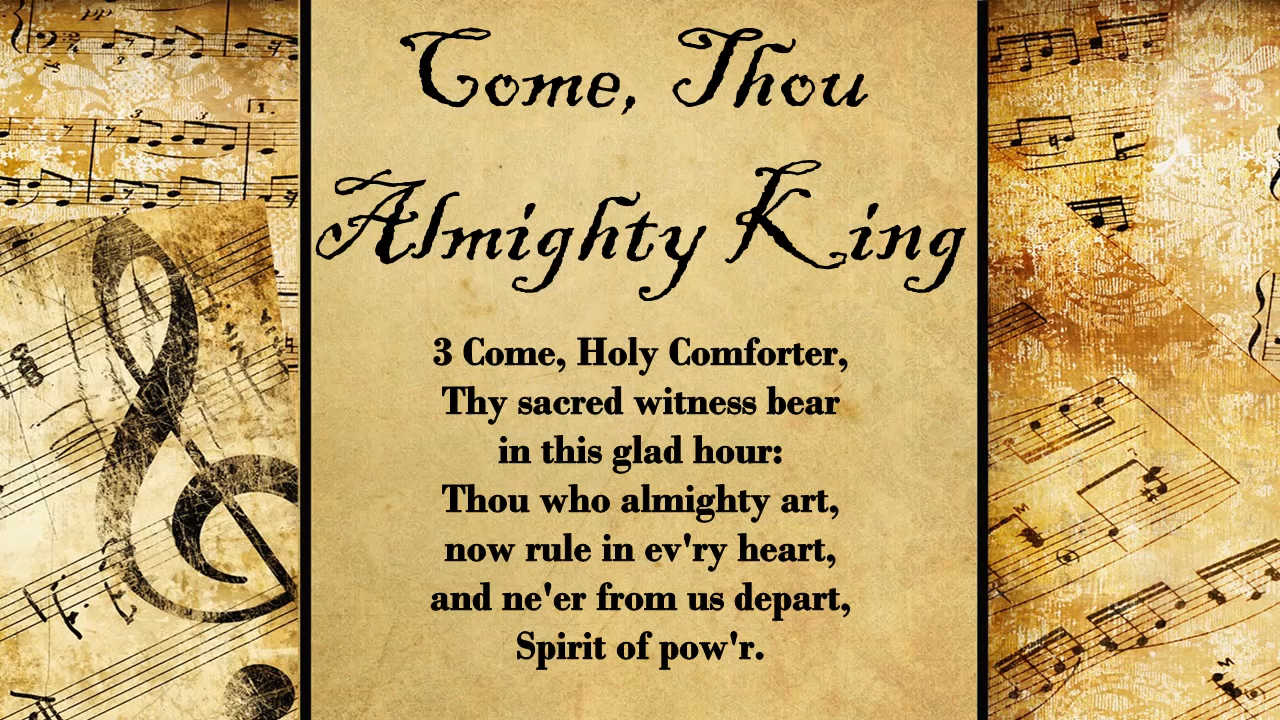 Come, Thou
Almighty King
3 Come, Holy Comforter,
Thy sacred witness bear
in this glad hour:
Thou who almighty art,
now rule in ev'ry heart,
and ne'er from us depart,
Spirit of pow'r.